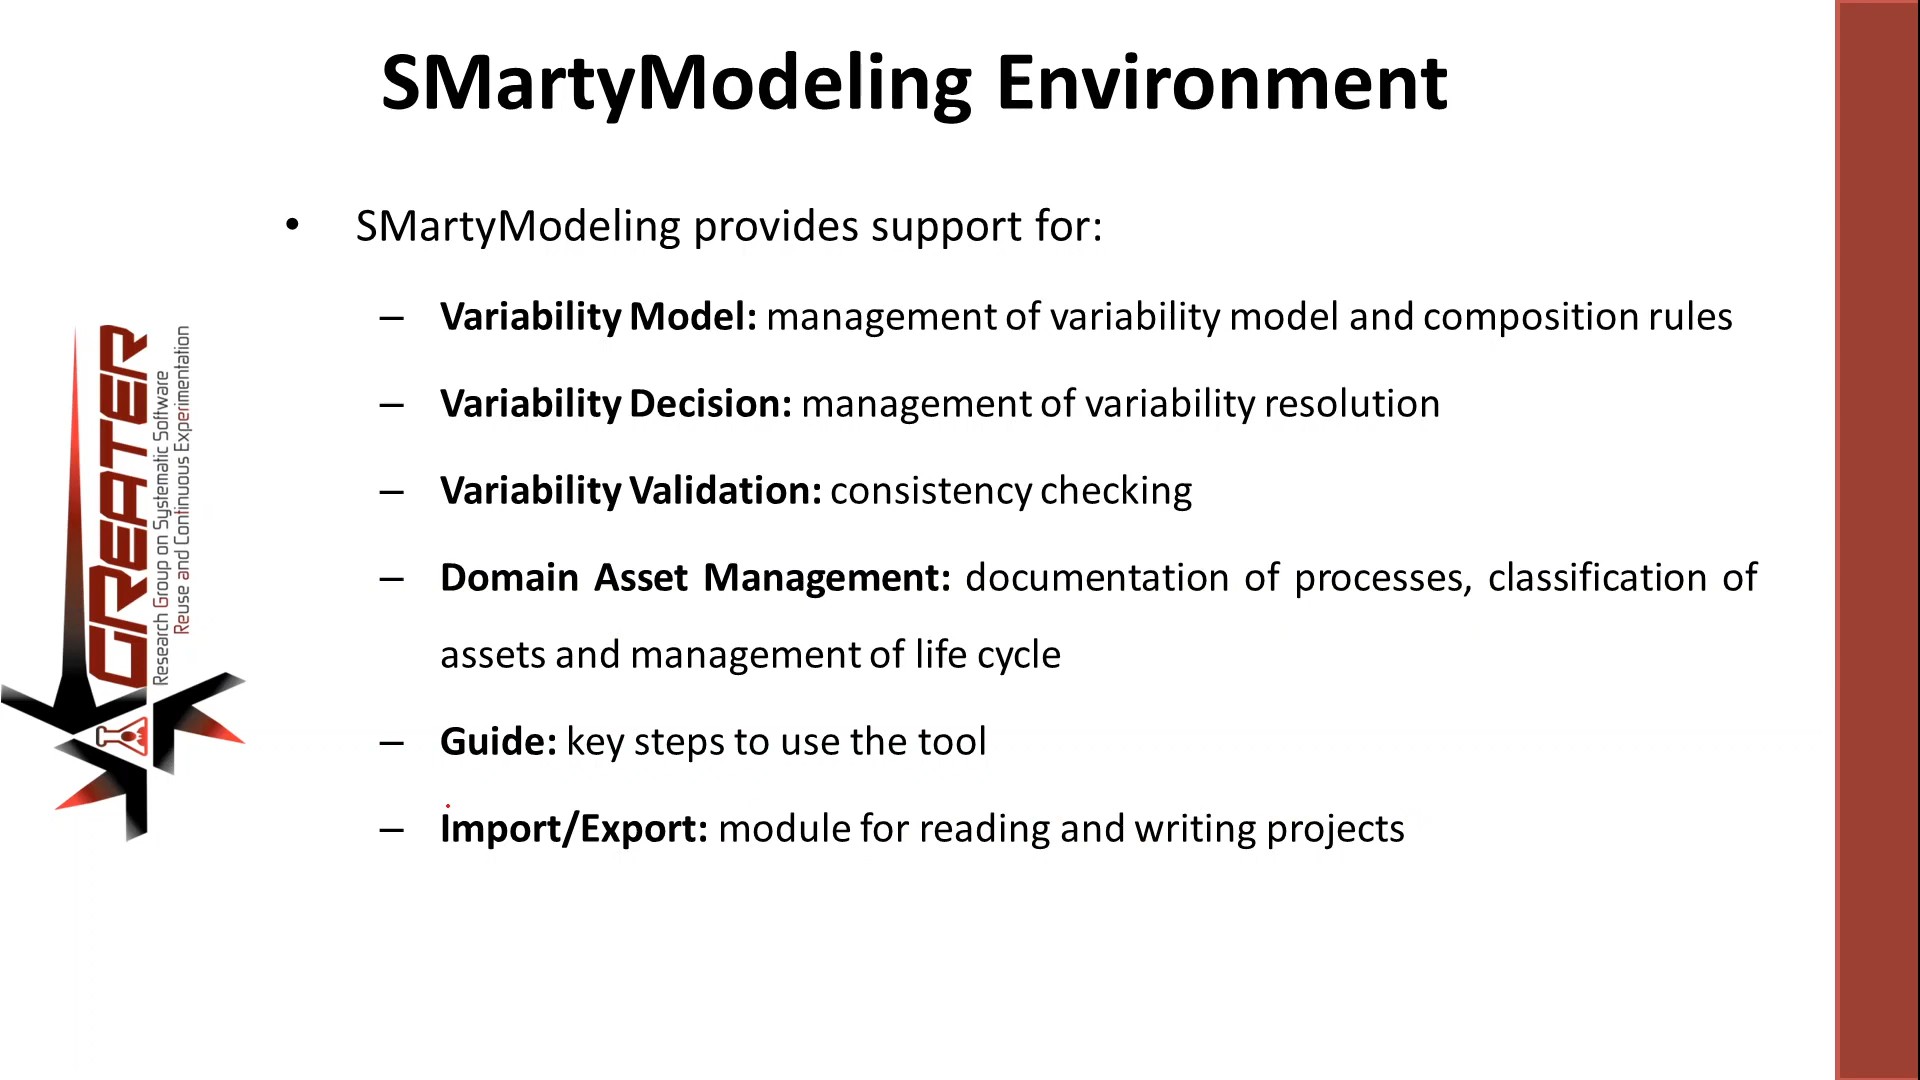 SMartyModeling Environment
• SMartyModeling provides support for:
– Variability Model: management of variability model and composition rules
– Variability Decision: management of variability resolution
– Variability Validation: consistency checking
– Domain Asset Management: documentation of processes, classification of
assets and management of life cycle
– Guide: key steps to use the tool
– Import/Export: module for reading and writing projects
GREATER
Research Group on Systematic Software
Reuse and Continuous Experimentation